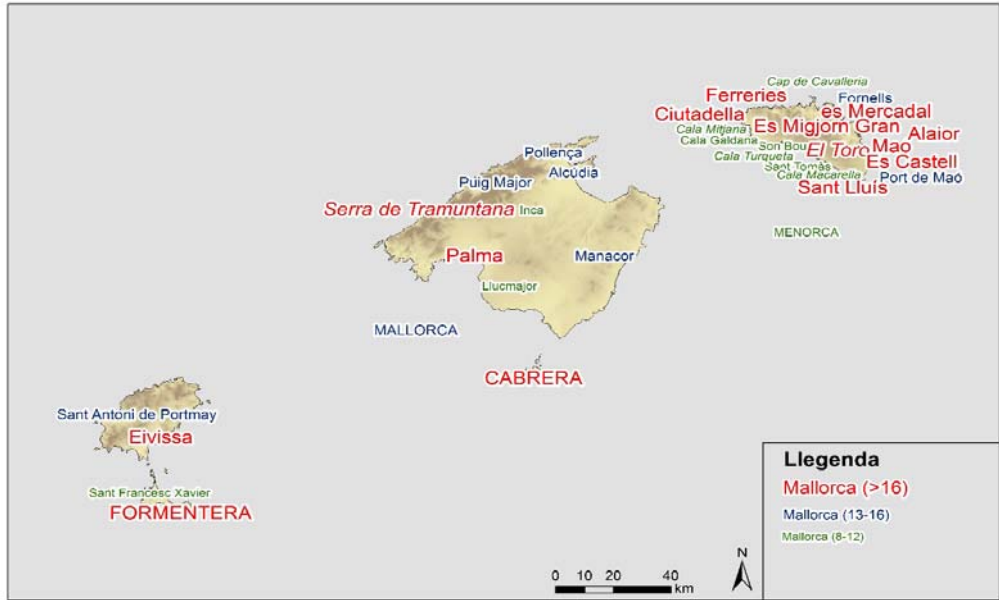 Cap de Cavalleria
Ferreries
Fornells
Ciutadella
es Mercadal
Cala Mitjana
Es Migjorn Gran
Alaior
Cala Galdana
Son Bou
El Toro
Mao
Cala Turqueta
Sant Tomàs
Es Castell
Cala Macarella
Port de Maó
Sant Lluís
MENORCA
Pollença
Alcúdia
Puig Major
Serra de Tramuntana
Inca
Palma
Manacor
Llucmajor
MALLORCA
CABRERA
Sant Antoni de Portmay
Eivissa
Sant Francesc Xavier
FORMENTERA
Llegenda
Mallorca (>16)
Mallorca (13-16)
Mallorca (8-12)
N
0 10 20 40
km